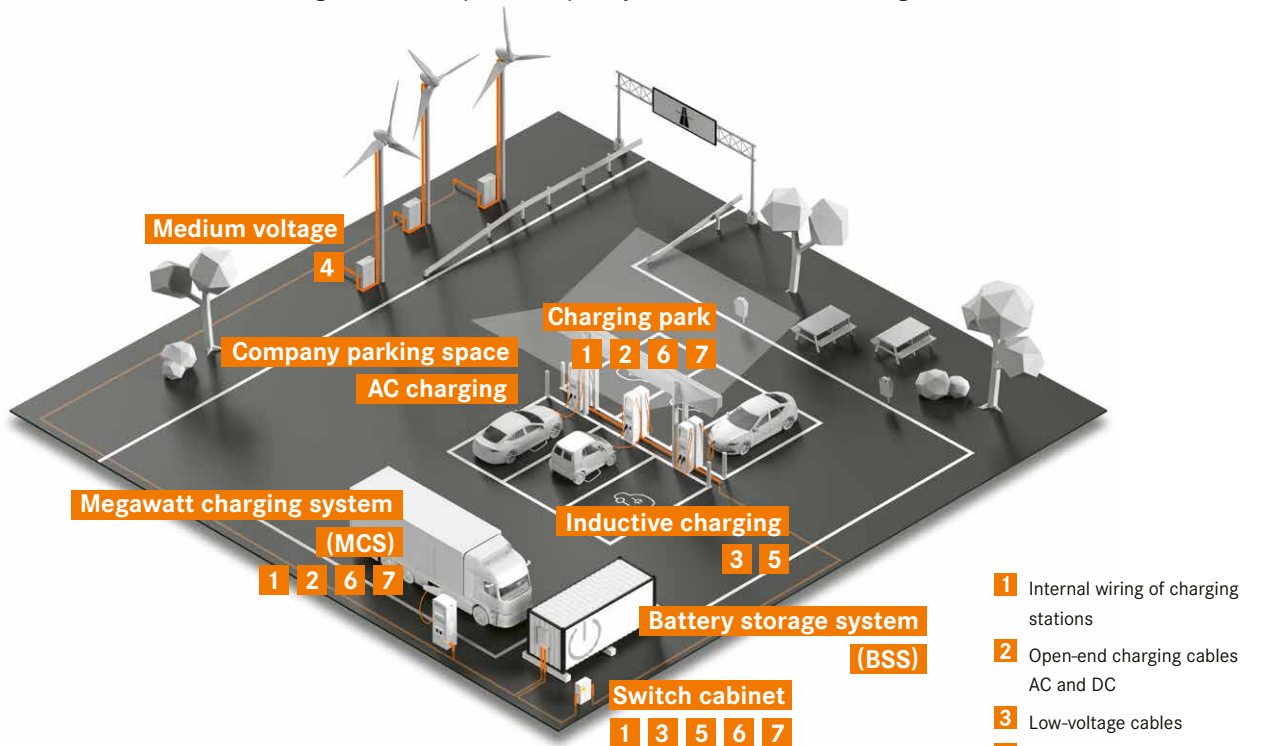 Medium voltage
4
Charging park
1 2 6 7
Company parking space
AC charging
Megawatt charging system
(MCS)
1 2 6 7
Inductive charging
3 5
Battery storage system
(BSS)
Switch cabinet
1 3 5 6 7
1 Internal wiring of charging
stations
2 Open-end charging cables
AC and DC
3 Low-voltage cables